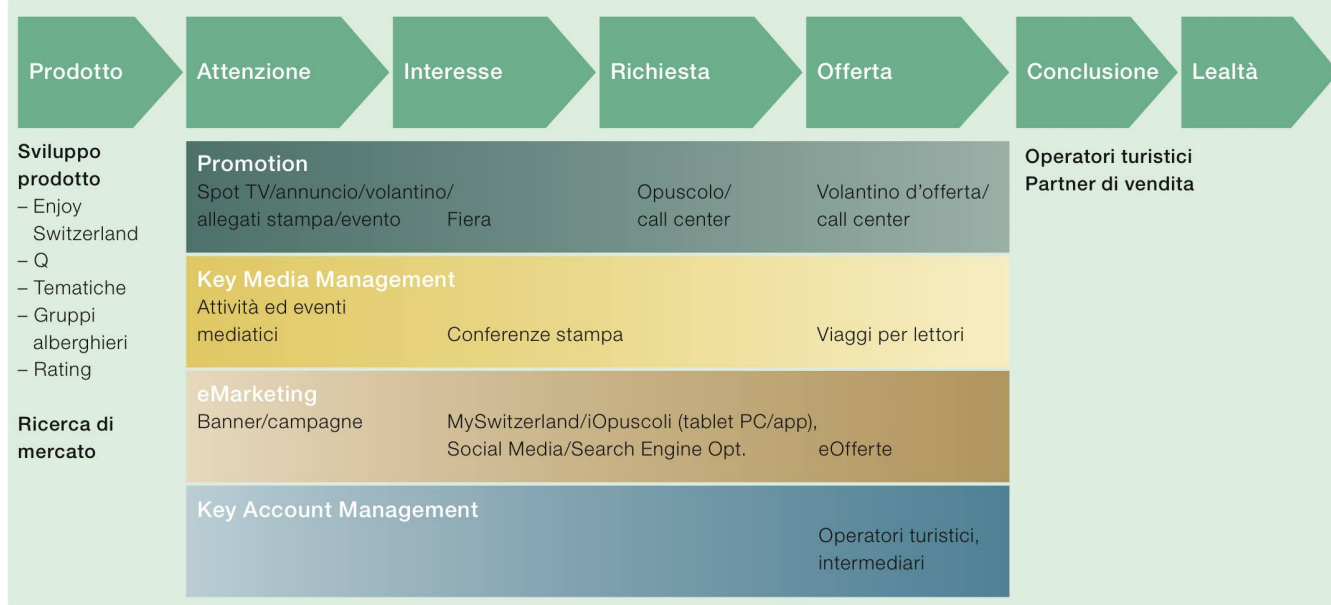 Prodotto
Attenzione
Interesse
Richiesta
Offerta
Conclusione
Lealtà
Sviluppo
prodotto
– Enjoy
Switzerland
– Q
– Tematiche
– Gruppi
alberghieri
– Rating
Ricerca di
mercato
Promotion
Spot TV/annuncio/volantino/
allegati stampa/evento
Fiera
Opuscolo/
call center
Volantino d’offerta/
call center
Key Media Management
Attività ed eventi
mediatici
Conferenze stampa
Viaggi per lettori
eMarketing
Banner/campagne
MySwitzerland/iOpuscoli (tablet PC/app),
Social Media/Search Engine Opt.
eOfferte
Key Account Management
Operatori turistici,
intermediari
Operatori turistici
Partner di vendita